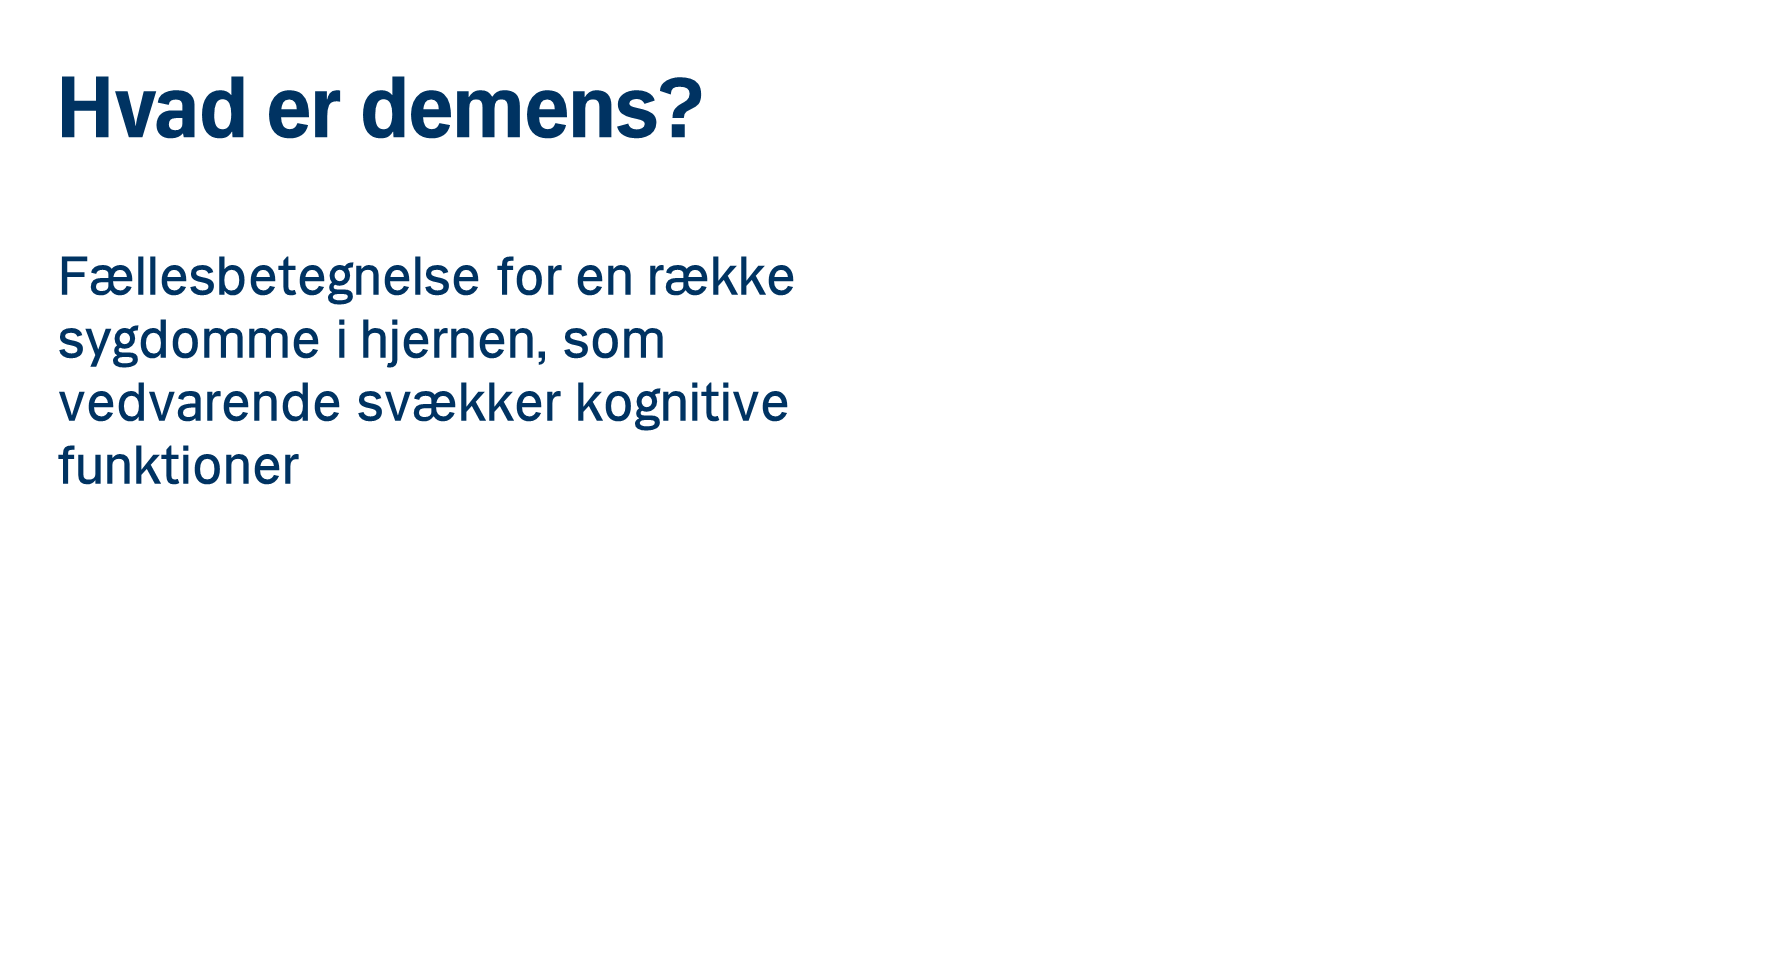 Hvad er demens?
Fællesbetegnelse for en række
sygdomme i hjernen, som
vedvarende svækker kognitive
funktioner